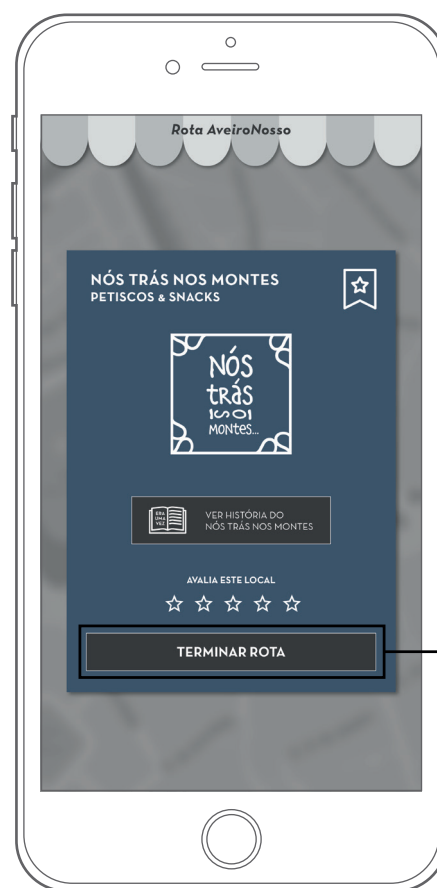 Rota AveiroNosso
NÓS TRÁS NOS MONTES
PETISCOS & SNACKS
NÓS
tRáS
NOS
MONtes...
ERA
UMA
VEZ
VER HISTÓRIA DO
NÓS TRÁS NOS MONTES
AVALIA ESTE LOCAL
TERMINAR ROTA